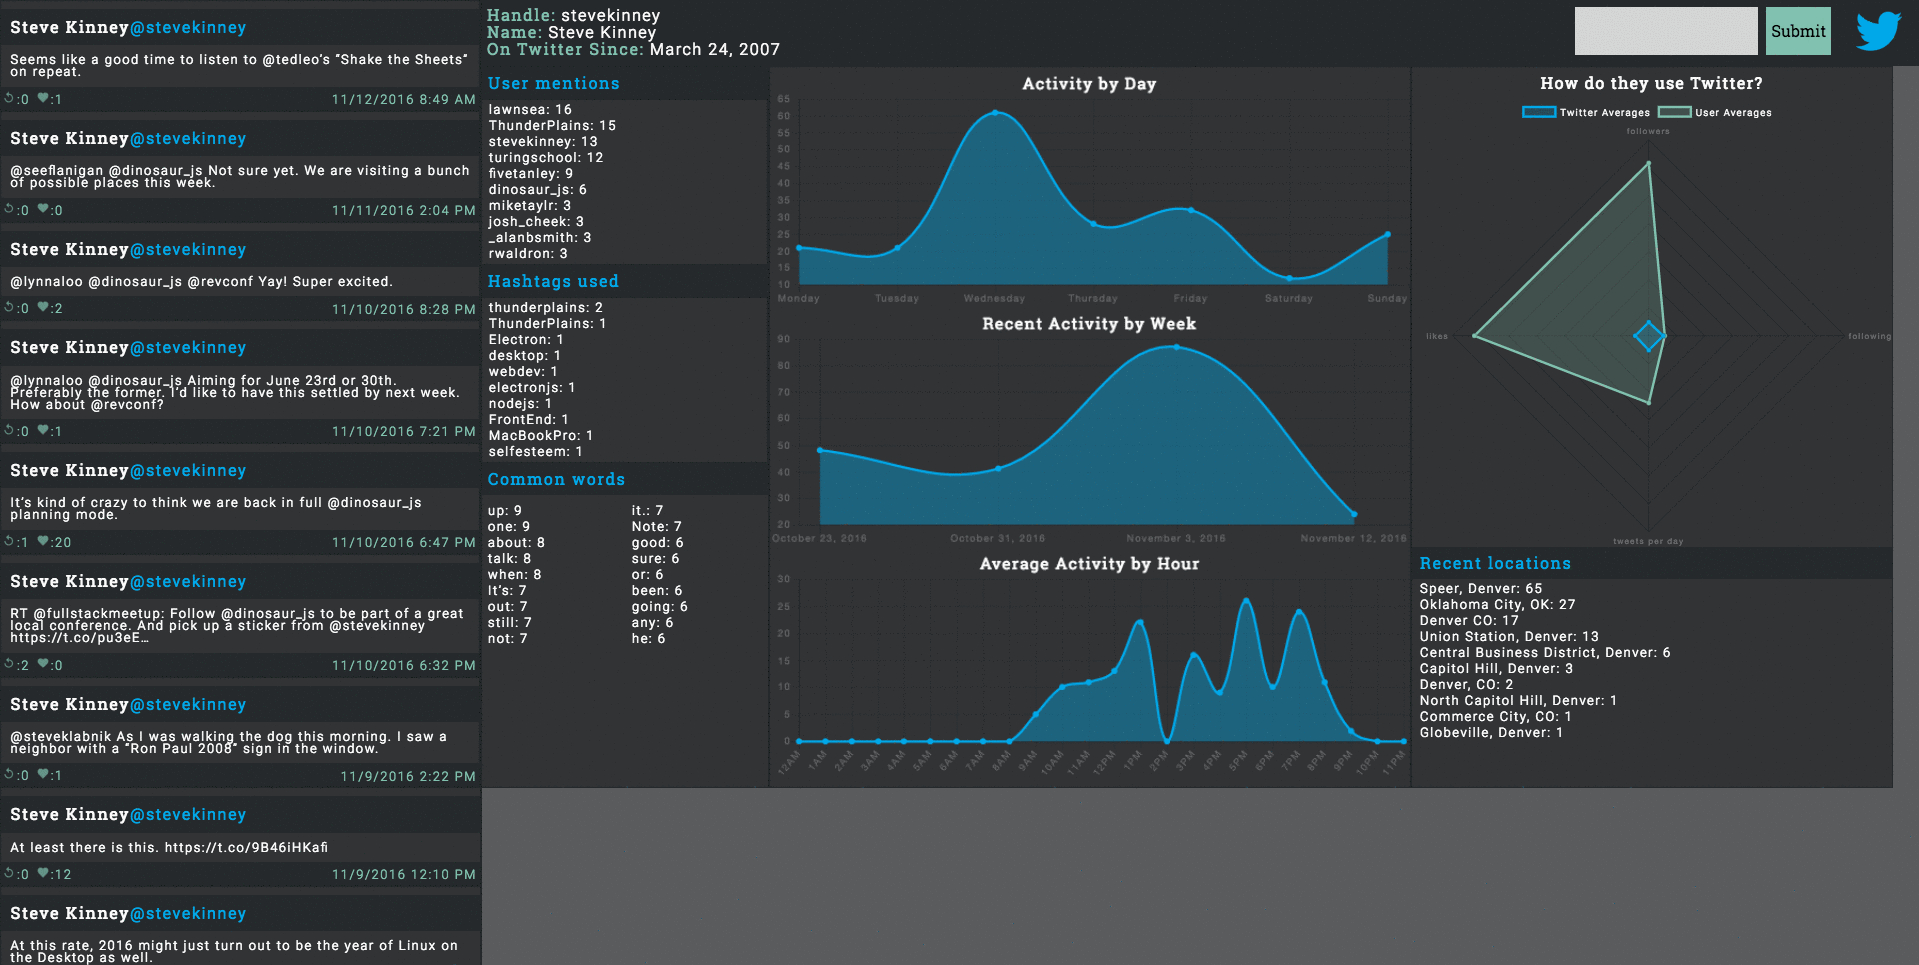 Steve Kinney@stevekinney
Seems like a good time to listen to @tedleo's "Shake the Sheets"
on repeat.
:0 :1 11/12/2016 8:49 AM
Steve Kinney@stevekinney
@seeflanigan @dinosaur_js Not sure yet. We are visiting a bunch
of possible places this week.
:0 :0 11/11/2016 2:04 PM
Steve Kinney@stevekinney
@lynnaloo @dinosaur_js @revconf Yay! Super excited.
:0 :2 11/10/2016 8:28 PM
Steve Kinney@stevekinney
@lynnaloo @dinosaur_js Aiming for June 23rd or 30th.
Preferably the former. I'd like to have this settled by next week.
How about @revconf?
:0 :1 11/10/2016 7:21 PM
Steve Kinney@stevekinney
It's kind of crazy to think we are back in full @dinosaur_js
planning mode.
:1 :20 11/10/2016 6:47 PM
Steve Kinney@stevekinney
RT @fullstackmeetup: Follow @dinosaur_js to be part of a great
local conference. And pick up a sticker from @stevekinney
https://t.co/pu3eE…
:2 :0 11/10/2016 6:32 PM
Steve Kinney@stevekinney
@steveklabnik As I was walking the dog this morning. I saw a
neighbor with a "Ron Paul 2008" sign in the window.
:0 :1 11/9/2016 2:22 PM
Steve Kinney@stevekinney
At least there is this. https://t.co/9B46iHKafi
:0 :12 11/9/2016 12:10 PM
Steve Kinney@stevekinney
At this rate, 2016 might just turn out to be the year of Linux on
the Desktop as well.
Handle: stevekinney
Name: Steve Kinney
On Twitter Since: March 24, 2007
Submit
User mentions
lawnsea: 16
ThunderPlains: 15
stevekinney: 13
turingschool: 12
fivetanley: 9
dinosaur_js: 6
miketaylr: 3
josh_cheek: 3
_alanbsmith: 3
rwaldron: 3
Hashtags used
thunderplains: 2
ThunderPlains: 1
Electron: 1
desktop: 1
webdev: 1
electronjs: 1
nodejs: 1
FrontEnd: 1
MacBookPro: 1
selfesteem: 1
Common words
up: 9
one: 9
about: 8
talk: 8
when: 8
It's: 7
out: 7
still: 7
not: 7
it.: 7
Note: 7
good: 6
sure: 6
or: 6
been: 6
going: 6
any: 6
he: 6
Activity by Day
65
60
55
50
45
40
35
30
25
20
15
10
Monday Tuesday Wednesday Thursday Friday Saturday Sunday
Recent Activity by Week
90
80
70
60
50
40
30
20
October 23, 2016 October 31, 2016 November 3, 2016 November 12, 2016
Average Activity by Hour
30
25
20
15
10
5
0
12AM 1AM 2AM 3AM 4AM 5AM 6AM 7AM 8AM 9AM 10AM 11AM 12PM 1PM 2PM 3PM 4PM 5PM 6PM 7PM 8PM 9PM 10PM 11PM
How do they use Twitter?
Twitter Averages User Averages
followers
likes following
tweets per day
Recent locations
Speer, Denver: 65
Oklahoma City, OK: 27
Denver CO: 17
Union Station, Denver: 13
Central Business District, Denver: 6
Capitol Hill, Denver: 3
Denver, CO: 2
North Capitol Hill, Denver: 1
Commerce City, CO: 1
Globeville, Denver: 1